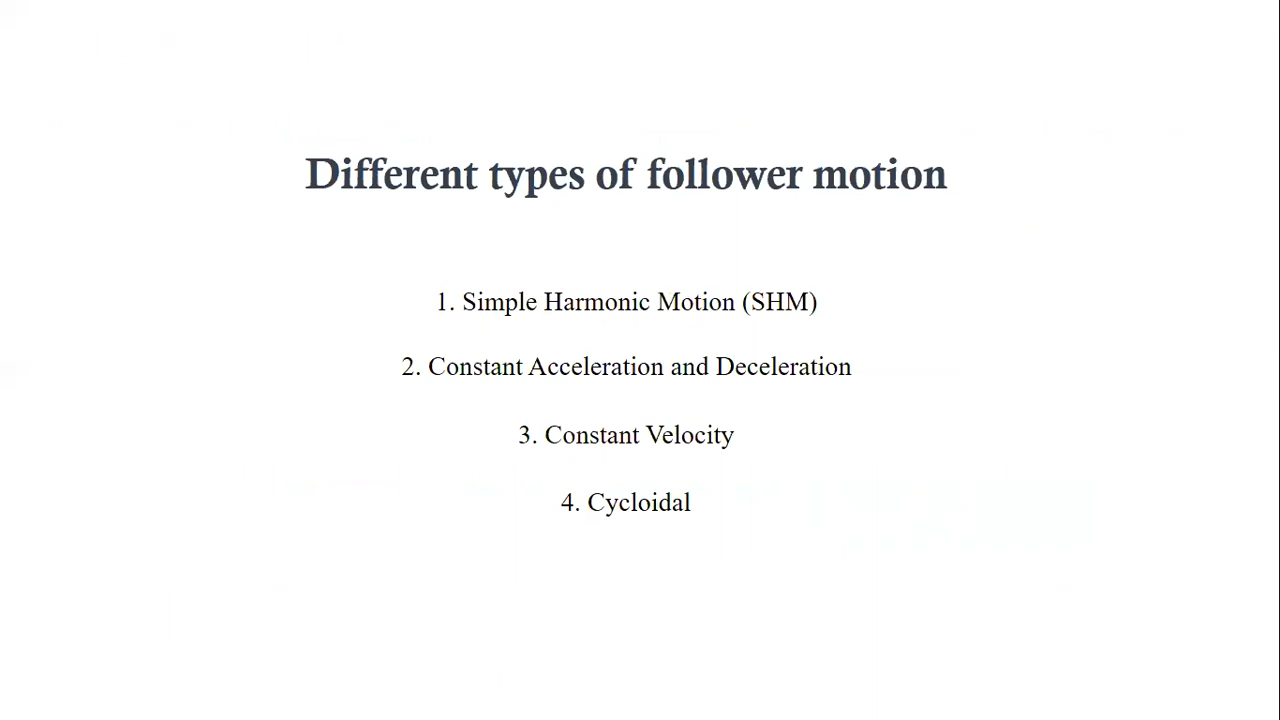 Different types of follower motion
1. Simple Harmonic Motion (SHM)
2. Constant Acceleration and Deceleration
3. Constant Velocity
4. Cycloidal